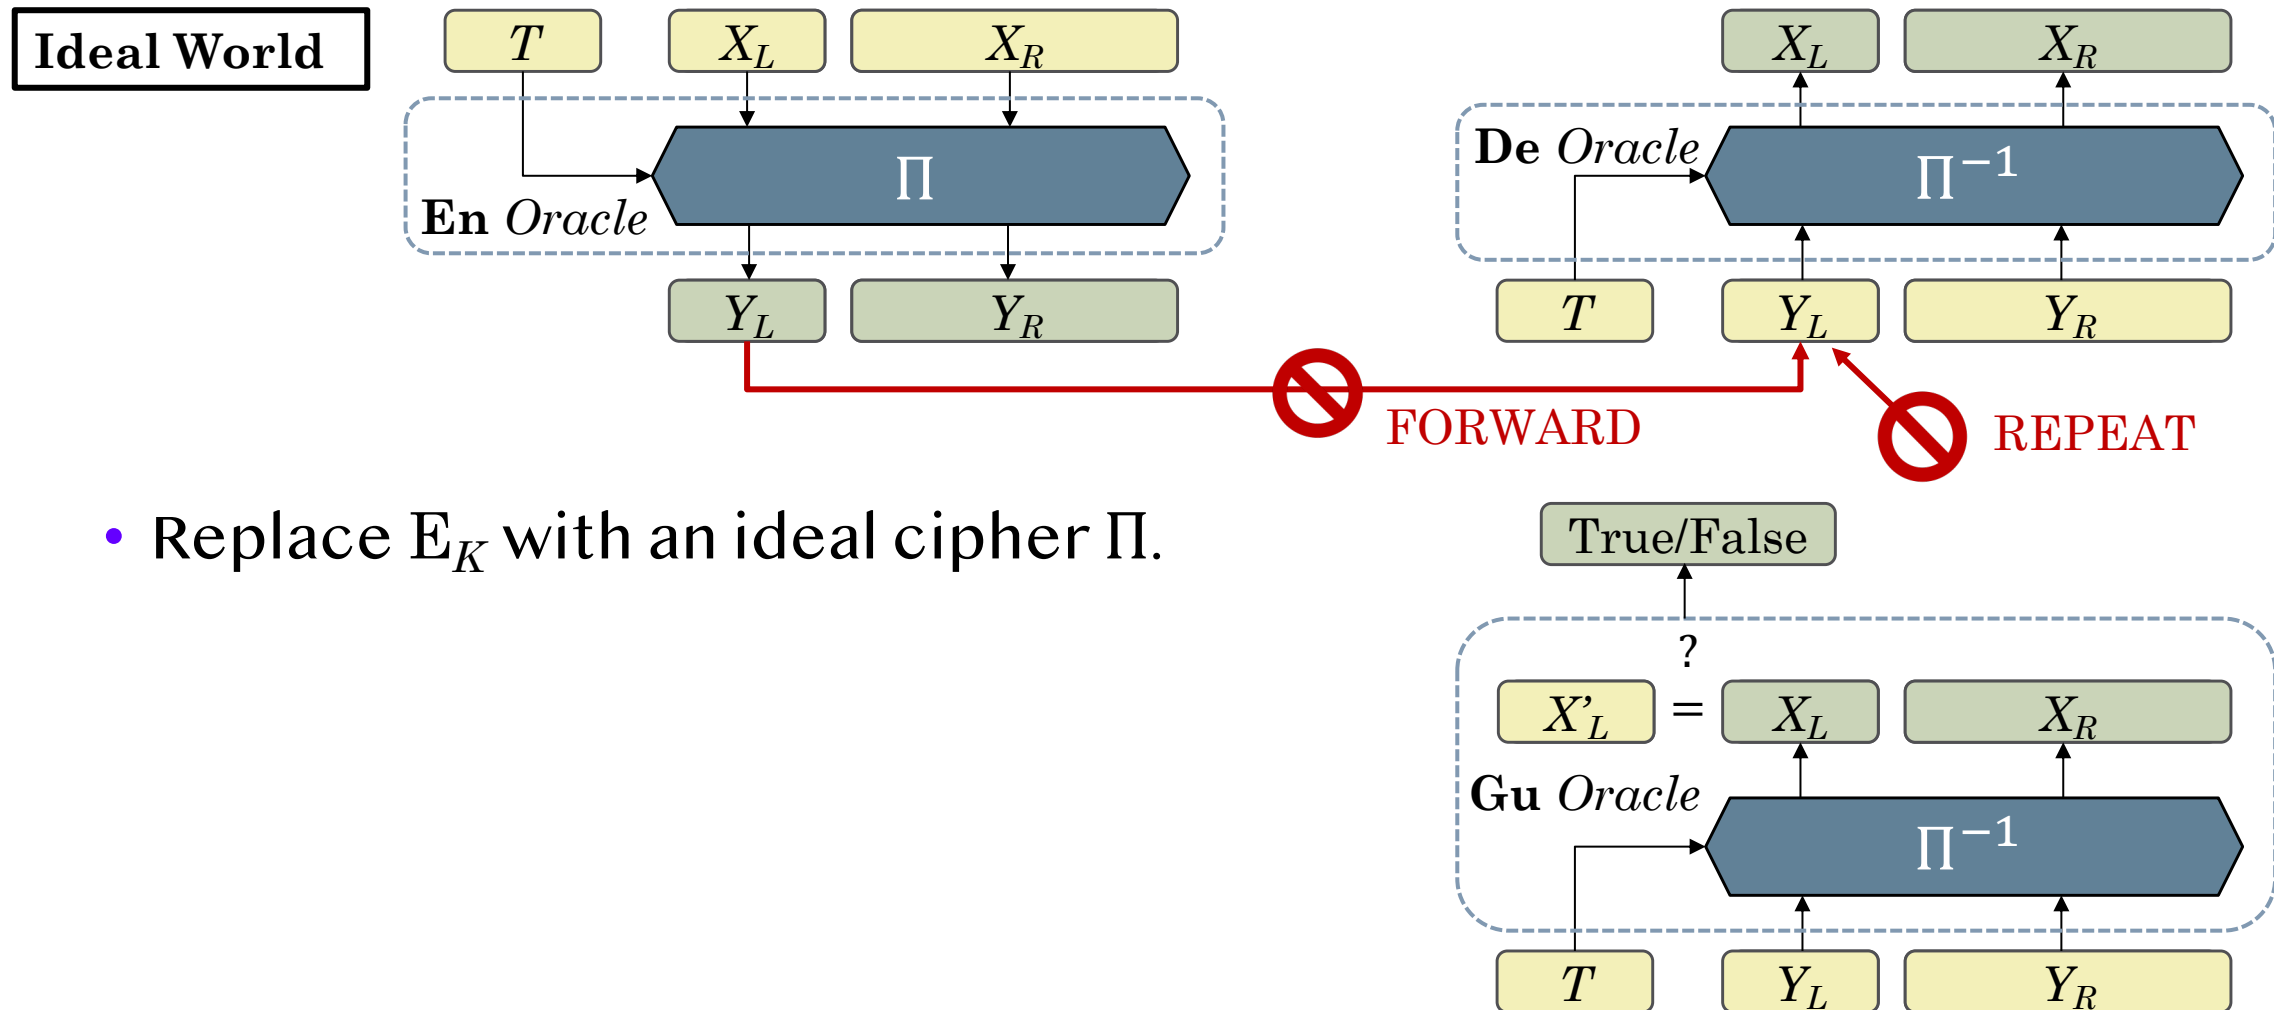 Ideal World
T X_L X_R
Π
En Oracle
Y_L Y_R
X_L X_R
De Oracle
Π^{-1}
T Y_L Y_R
FORWARD
REPEAT
• Replace E_K with an ideal cipher Π.
True/False
?
X’_L = X_L X_R
Gu Oracle
Π^{-1}
T Y_L Y_R